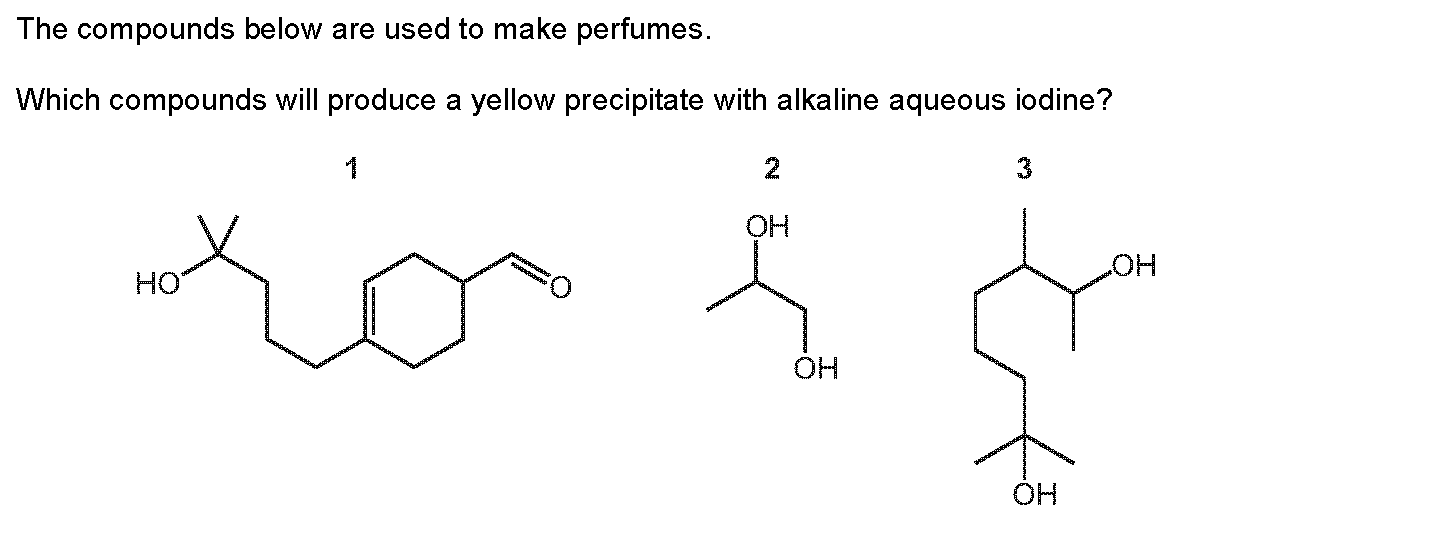 The compounds below are used to make perfumes.
Which compounds will produce a yellow precipitate with alkaline aqueous iodine?
1
2
3
HO
O
OH
OH
OH
OH